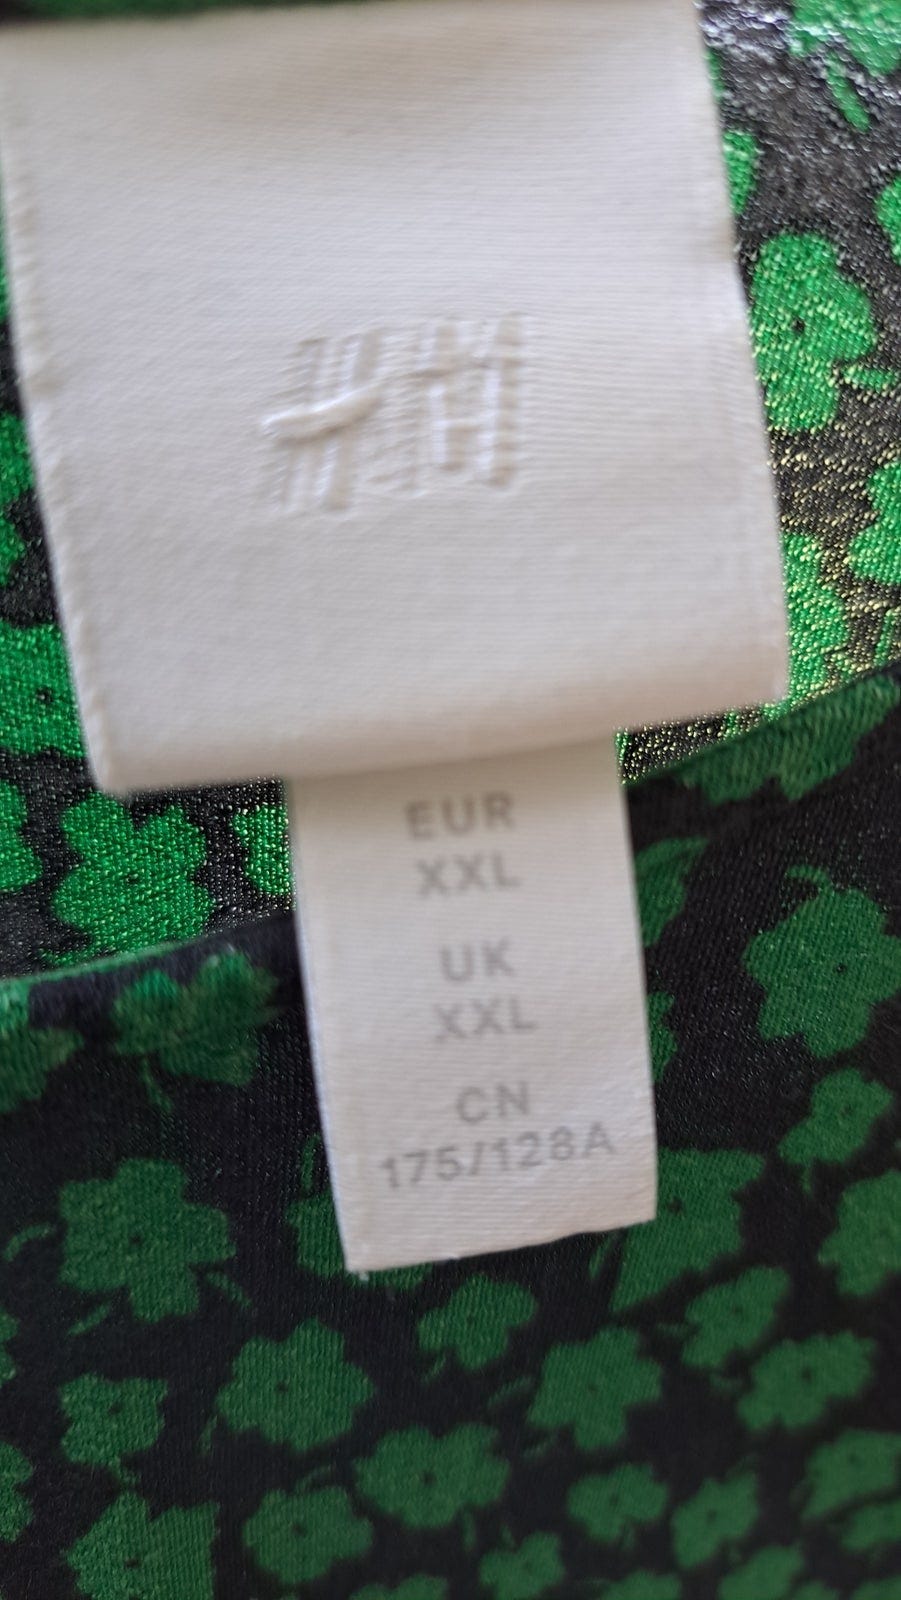 H&M
EUR
XXL
UK
XXL
CN
175/128A